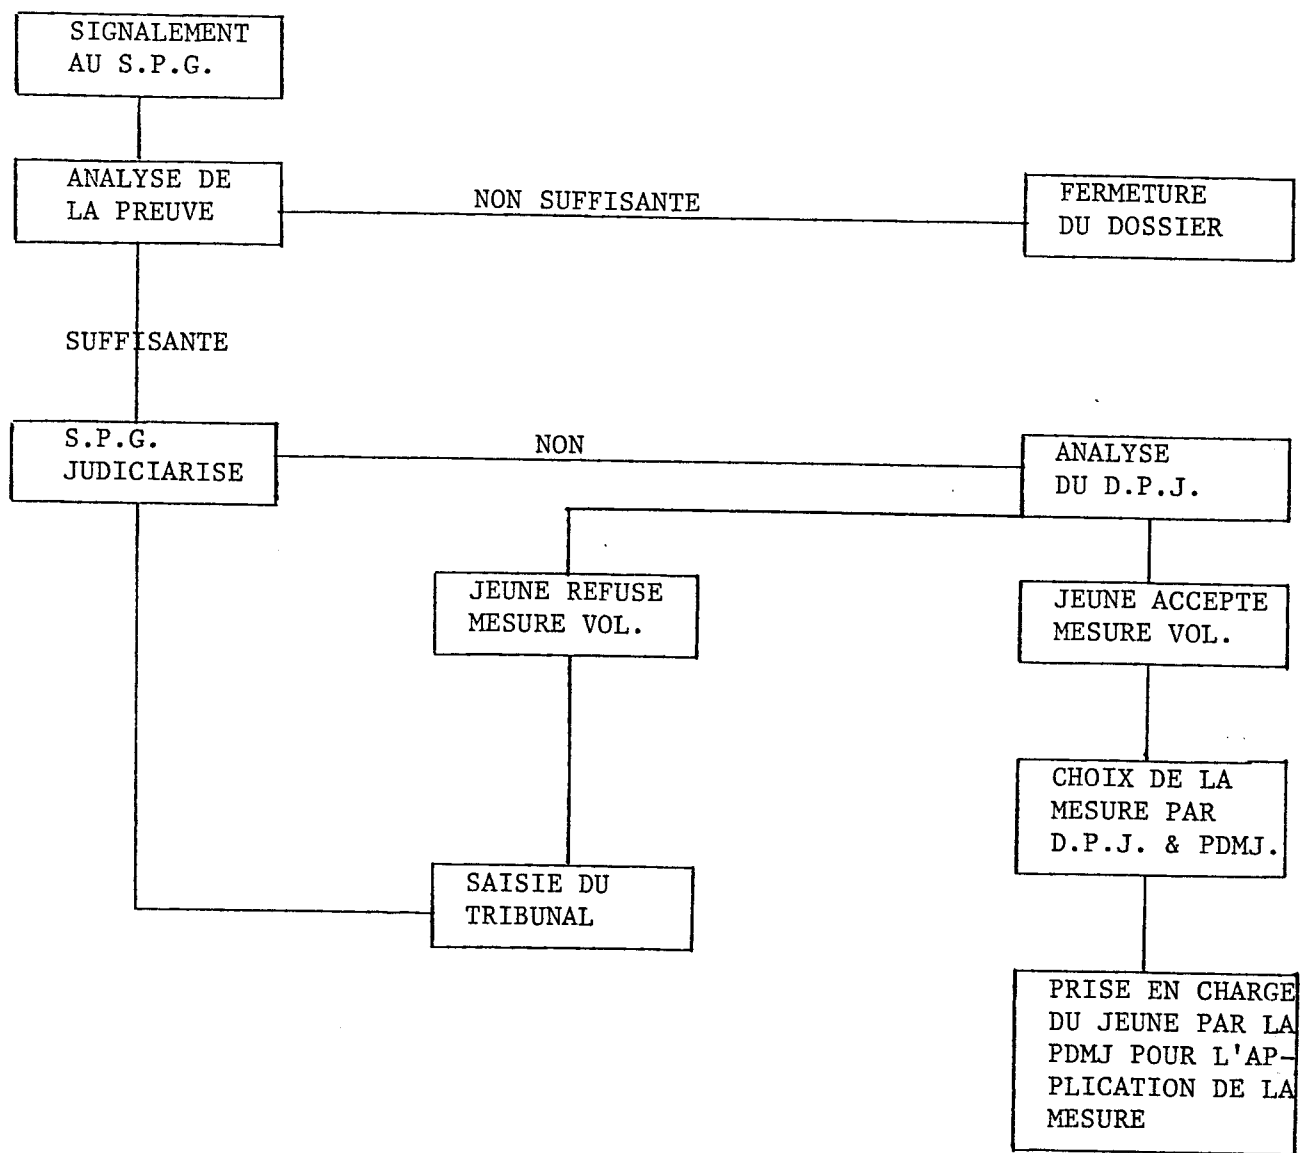 SIGNALEMENT
AU S.P.G.
ANALYSE DE
LA PREUVE
NON SUFFISANTE
FERMETURE
DU DOSSIER
SUFFISANTE
S.P.G.
JUDICIARISE
NON
ANALYSE
DU D.P.J.
JEUNE REFUSE
MESURE VOL.
JEUNE ACCEPTE
MESURE VOL.
CHOIX DE LA
MESURE PAR
D.P.J. & PDMJ.
SAISIE DU
TRIBUNAL
PRISE EN CHARGE
DU JEUNE PAR LA
PDMJ POUR L'AP-
PLICATION DE LA
MESURE